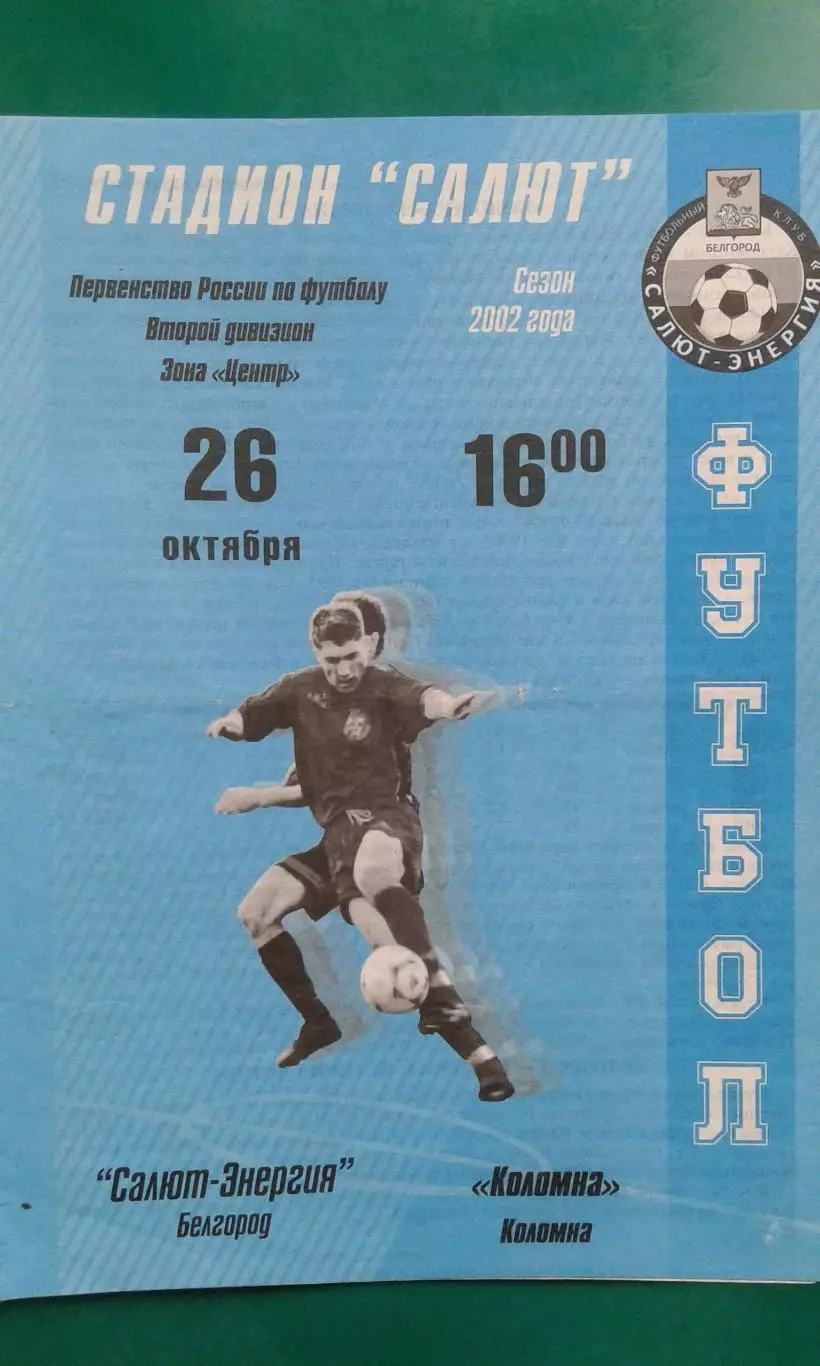 СТАДИОН "САЛЮТ"
Первенство России по футболу
Второй дивизион
Зона «Центр»
Сезон
2002 года
ФУТБОЛЬНЫЙ КЛУБ
БЕЛГОРОД
«САЛЮТ-ЭНЕРГИЯ»
26
октября
16⁰⁰
ФУТБОЛ
"Салют-Энергия"
Белгород
«Коломна»
Коломна